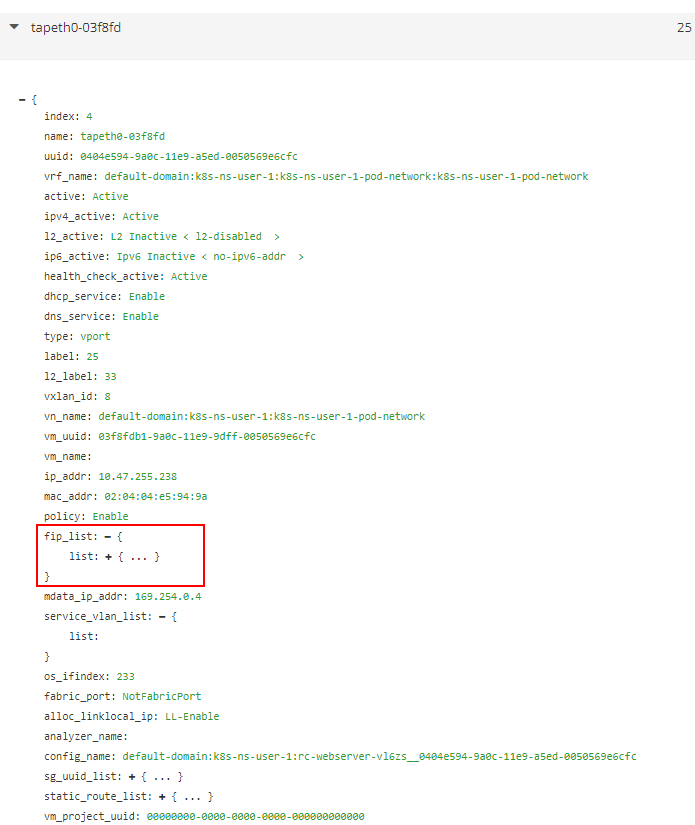 tapeth0-03f8fd 25
− {
index: 4
name: tapeth0-03f8fd
uuid: 0404e594-9a0c-11e9-a5ed-0050569e6cfc
vrf_name: default-domain:k8s-ns-user-1:k8s-ns-user-1-pod-network:k8s-ns-user-1-pod-network
active: Active
ipv4_active: Active
l2_active: L2 Inactive < l2-disabled >
ip6_active: Ipv6 Inactive < no-ipv6-addr >
health_check_active: Active
dhcp_service: Enable
dns_service: Enable
type: vport
label: 25
l2_label: 33
vxlan_id: 8
vn_name: default-domain:k8s-ns-user-1:k8s-ns-user-1-pod-network
vm_uuid: 03f8fdb1-9a0c-11e9-9dff-0050569e6cfc
vm_name:
ip_addr: 10.47.255.238
mac_addr: 02:04:04:e5:94:9a
policy: Enable
fip_list: − {
list: + { ... }
}
mdata_ip_addr: 169.254.0.4
service_vlan_list: − {
list:
}
os_ifindex: 233
fabric_port: NotFabricPort
alloc_linklocal_ip: LL-Enable
analyzer_name:
config_name: default-domain:k8s-ns-user-1:rc-webserver-vl6zs__0404e594-9a0c-11e9-a5ed-0050569e6cfc
sg_uuid_list: + { ... }
static_route_list: + { ... }
vm_project_uuid: 00000000-0000-0000-0000-000000000000